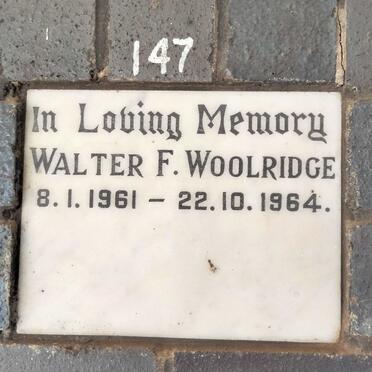 147
In Loving Memory
WALTER F. WOOLRIDGE
8.1.1961 – 22.10.1964.